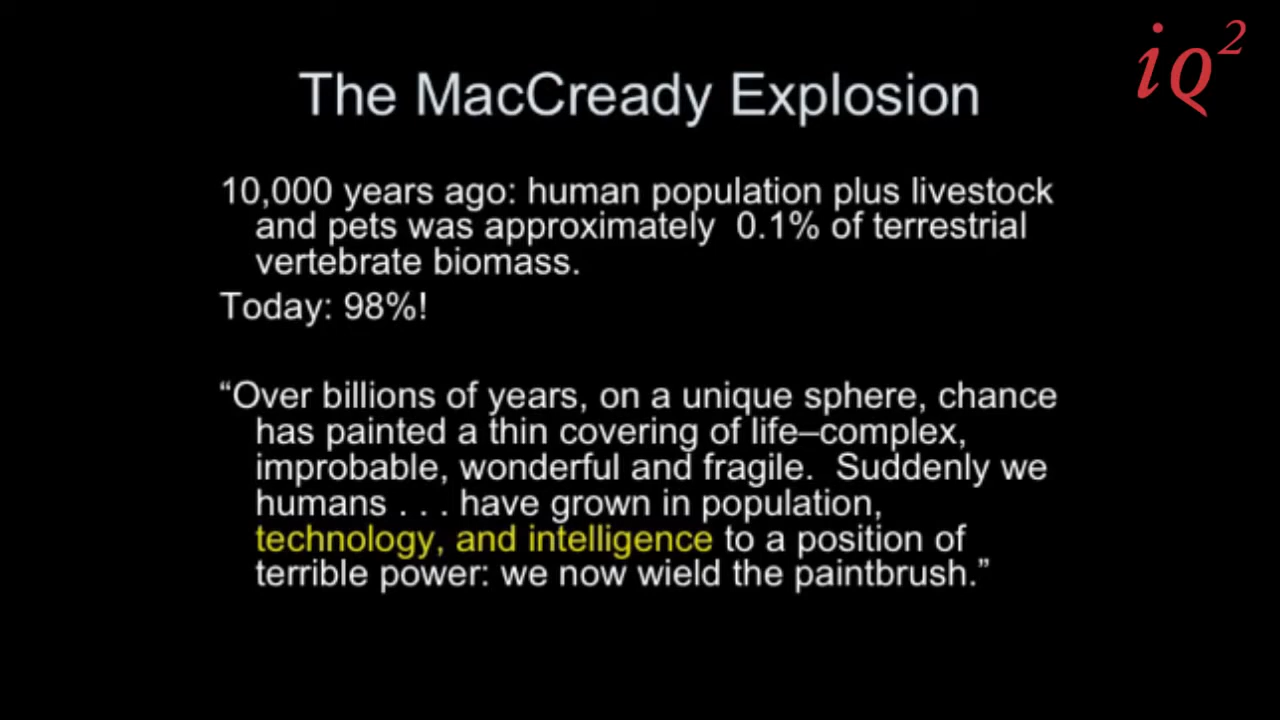 iq²
The MacCready Explosion
10,000 years ago: human population plus livestock
and pets was approximately 0.1% of terrestrial
vertebrate biomass.
Today: 98%!
“Over billions of years, on a unique sphere, chance
has painted a thin covering of life–complex,
improbable, wonderful and fragile. Suddenly we
humans . . . have grown in population,
technology, and intelligence to a position of
terrible power: we now wield the paintbrush.”